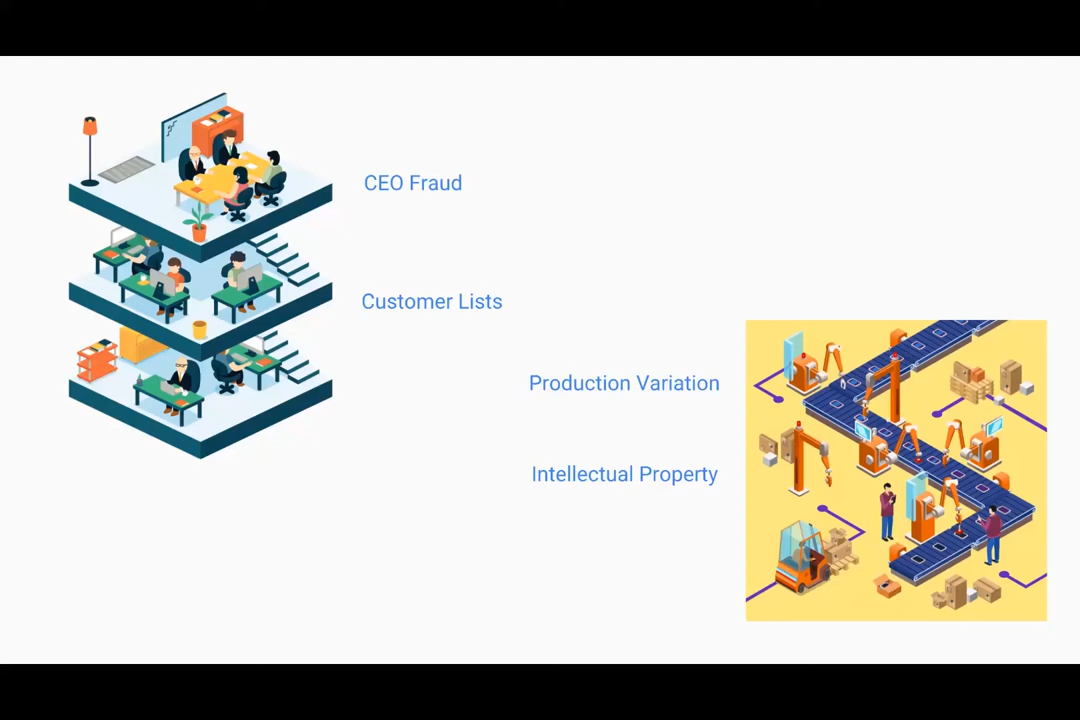 CEO Fraud
Customer Lists
Production Variation
Intellectual Property